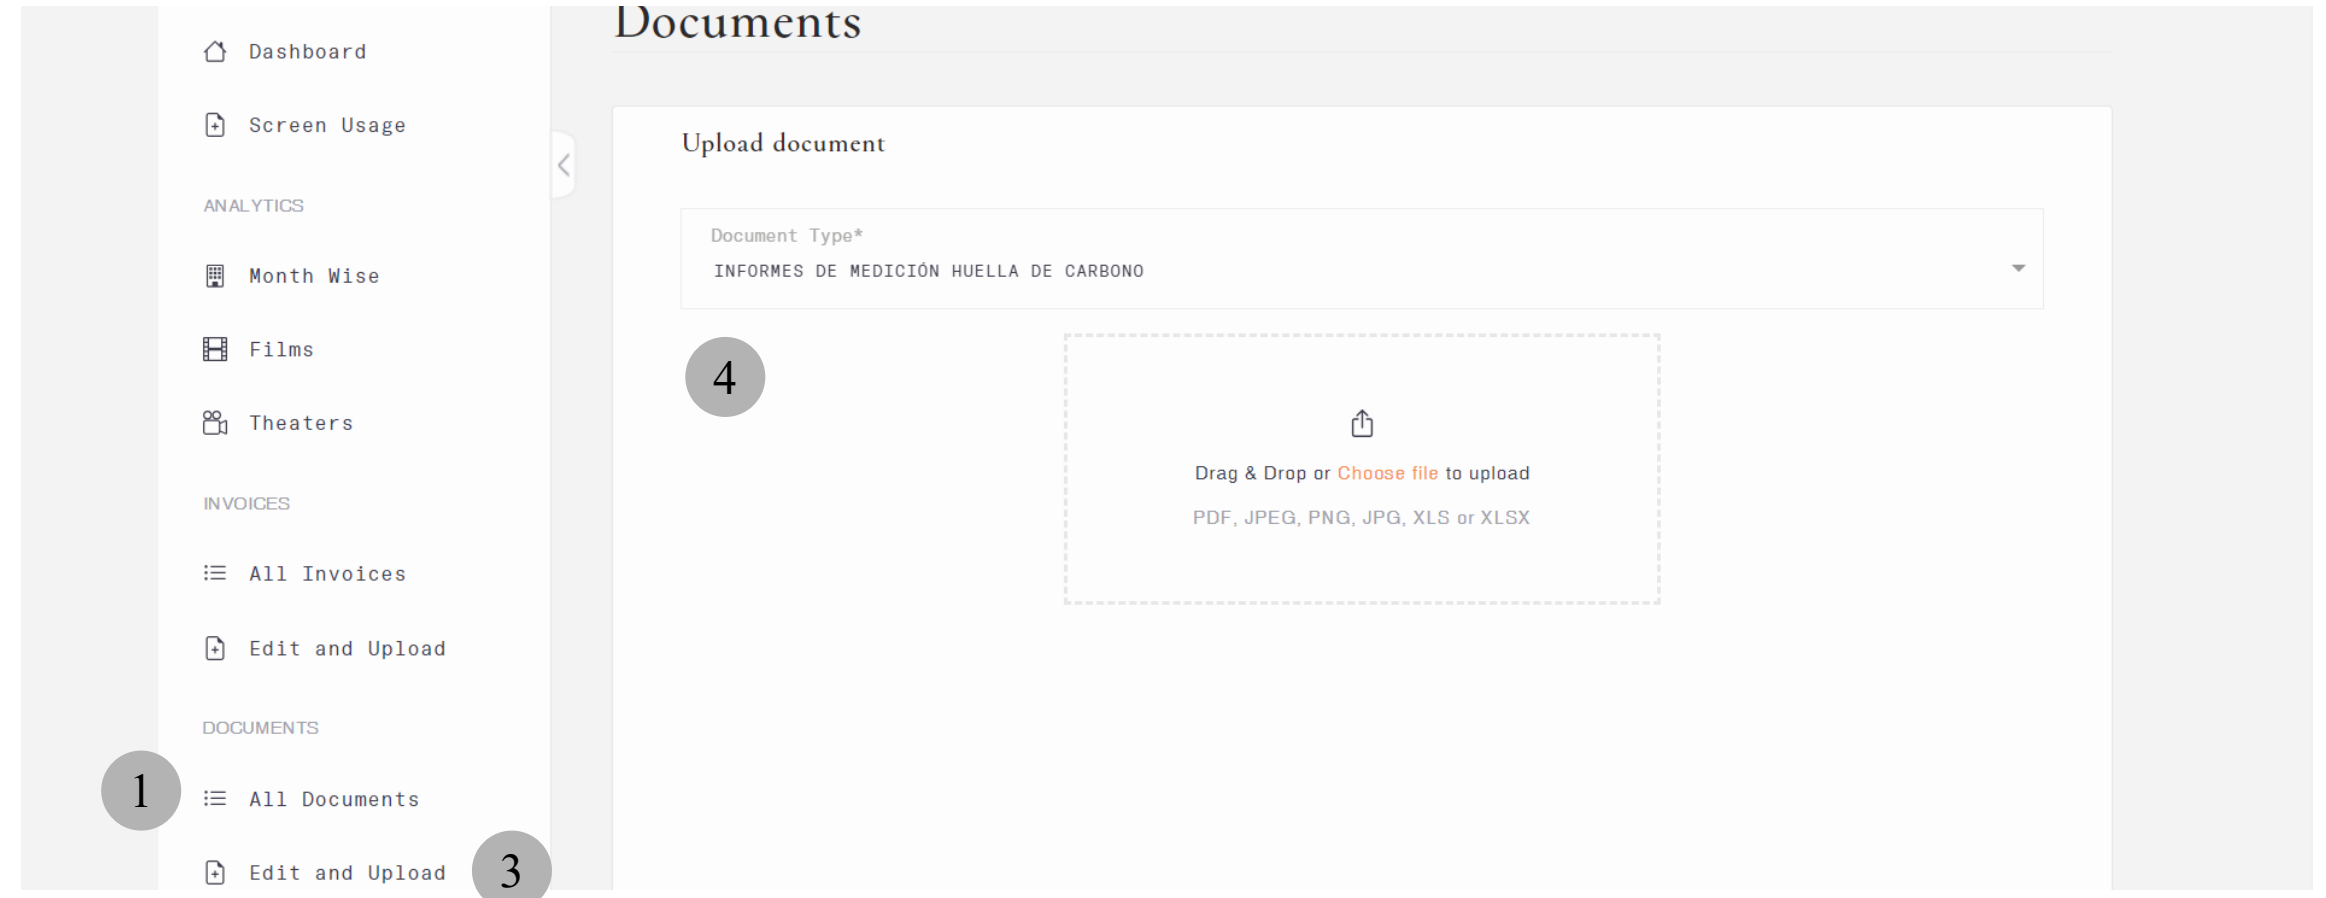 Dashboard
Screen Usage
ANALYTICS
Month Wise
Films
Theaters
INVOICES
All Invoices
Edit and Upload
DOCUMENTS
1
All Documents
Edit and Upload
3
Documents
Upload document
Document Type*
INFORMES DE MEDICIÓN HUELLA DE CARBONO
4
Drag & Drop or Choose file to upload
PDF, JPEG, PNG, JPG, XLS or XLSX